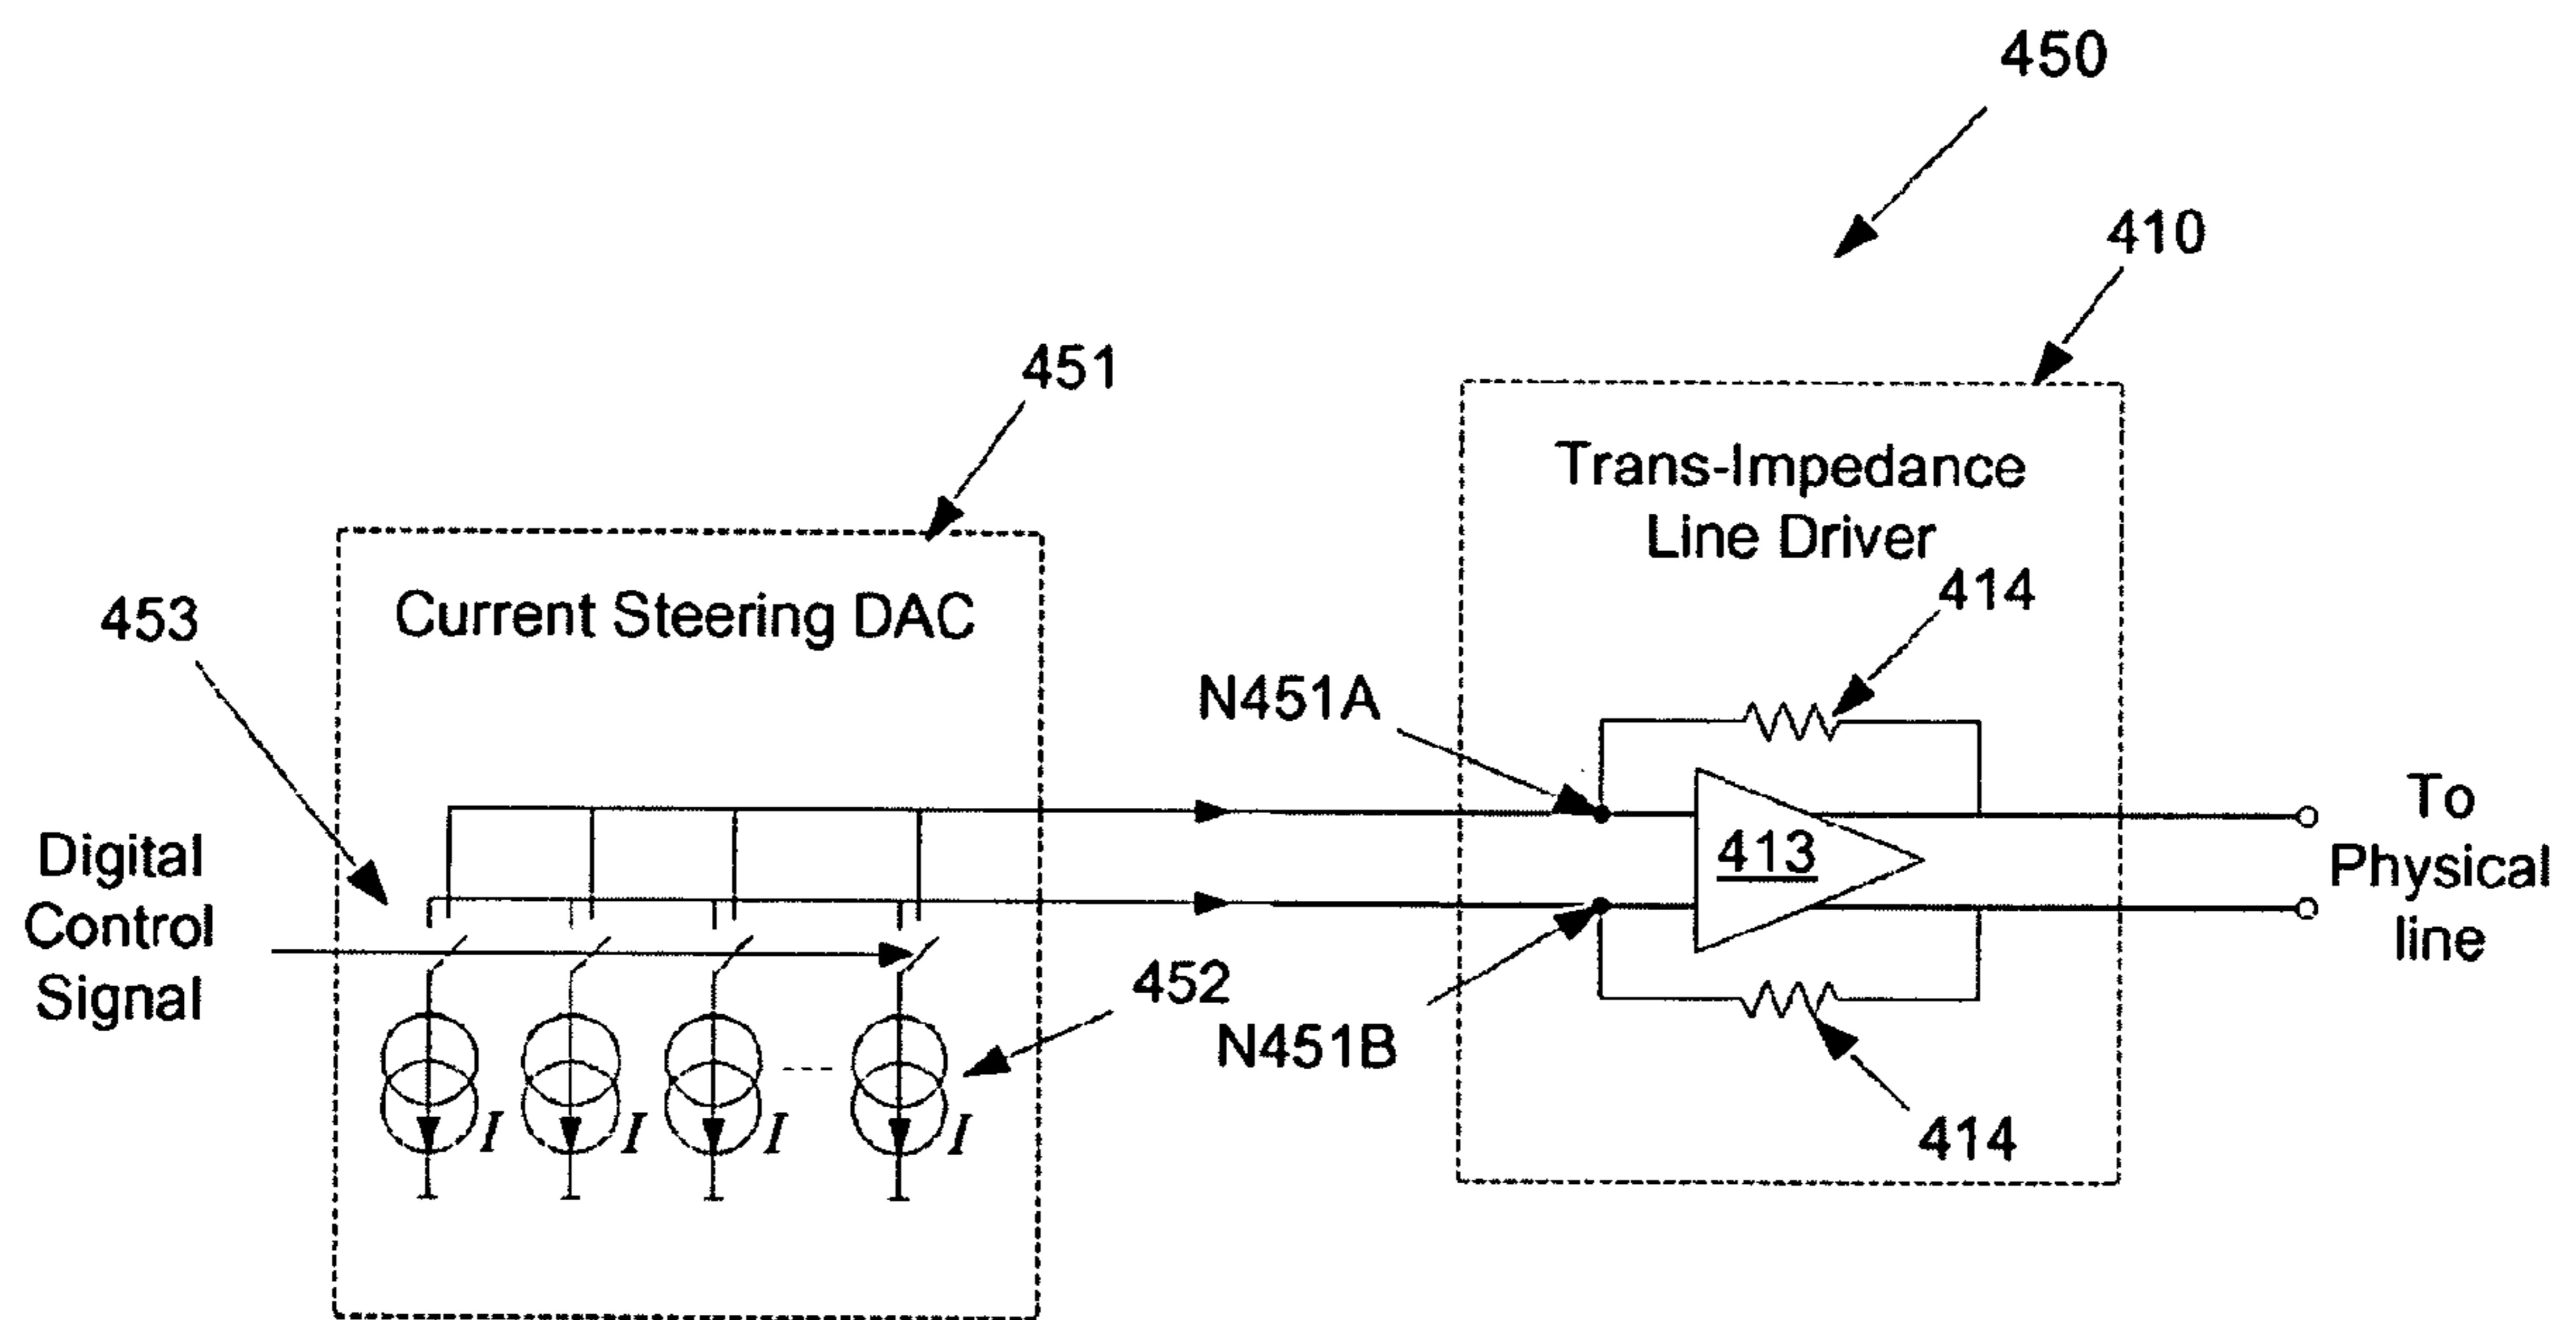 450
410
451
Trans-Impedance
Line Driver
414
453
Current Steering DAC
N451A
To
Physical
line
Digital
Control
Signal
413
452
N451B
I
I
I
I
414